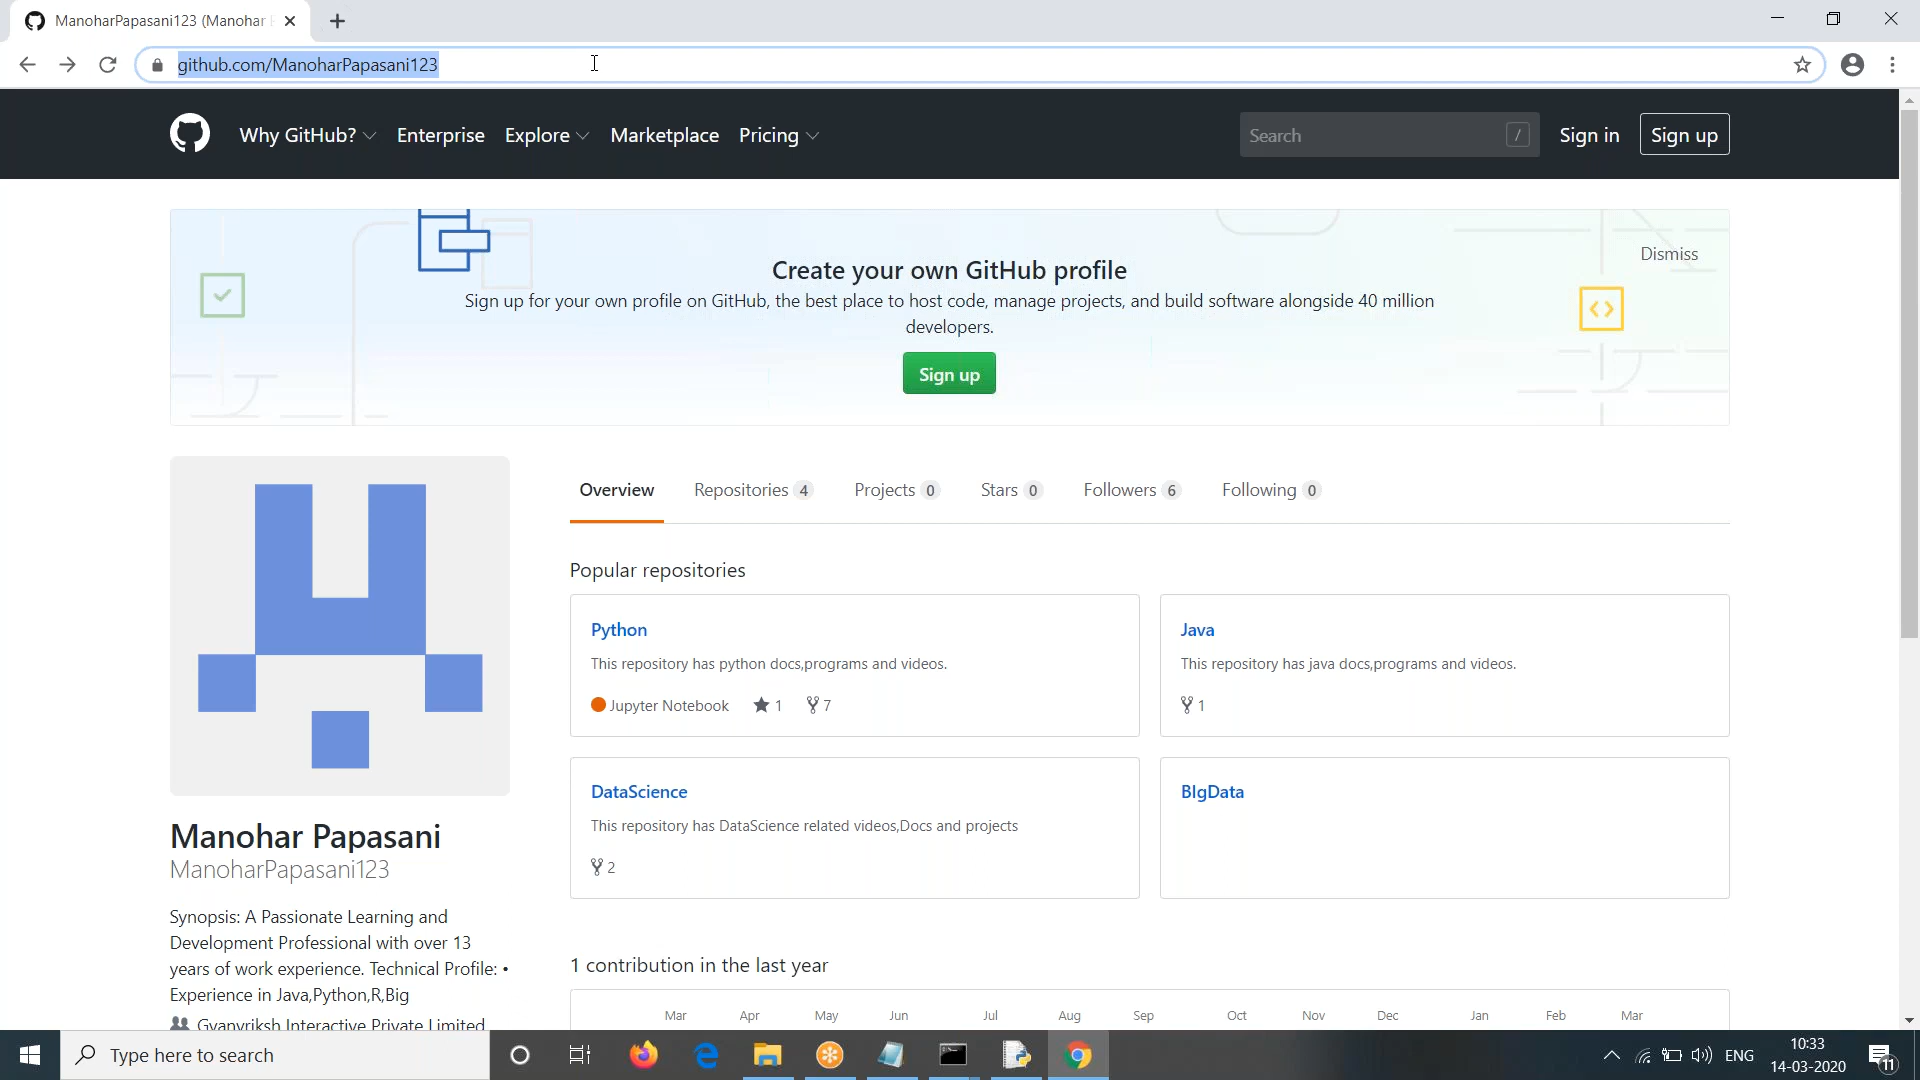 ManoharPapasani123 (Manohar
github.com/ManoharPapasani123
Why GitHub? Enterprise Explore Marketplace Pricing
Search /
Sign in Sign up
Dismiss
Create your own GitHub profile
Sign up for your own profile on GitHub, the best place to host code, manage projects, and build software alongside 40 million
developers.
Sign up
Overview Repositories 4 Projects 0 Stars 0 Followers 6 Following 0
Popular repositories
Python
This repository has python docs,programs and videos.
Jupyter Notebook 1 7
Java
This repository has java docs,programs and videos.
1
DataScience
This repository has DataScience related videos,Docs and projects
2
BIgData
Manohar Papasani
ManoharPapasani123
Synopsis: A Passionate Learning and
Development Professional with over 13
years of work experience. Technical Profile: •
Experience in Java,Python,R,Big
Gyanvriksh Interactive Private Limited
1 contribution in the last year
Mar Apr May Jun Jul Aug Sep Oct Nov Dec Jan Feb Mar
Type here to search
ENG
10:33
14-03-2020
11